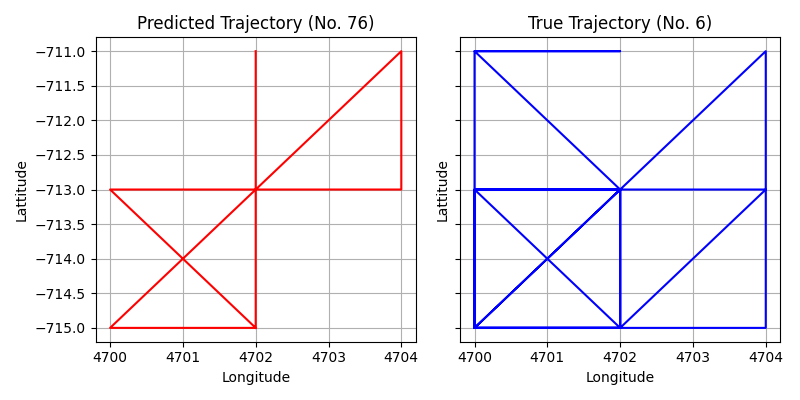 Predicted Trajectory (No. 76)
True Trajectory (No. 6)
Lattitude
−711.0
−711.5
−712.0
−712.5
−713.0
−713.5
−714.0
−714.5
−715.0
4700 4701 4702 4703 4704
Longitude
Lattitude
4700 4701 4702 4703 4704
Longitude